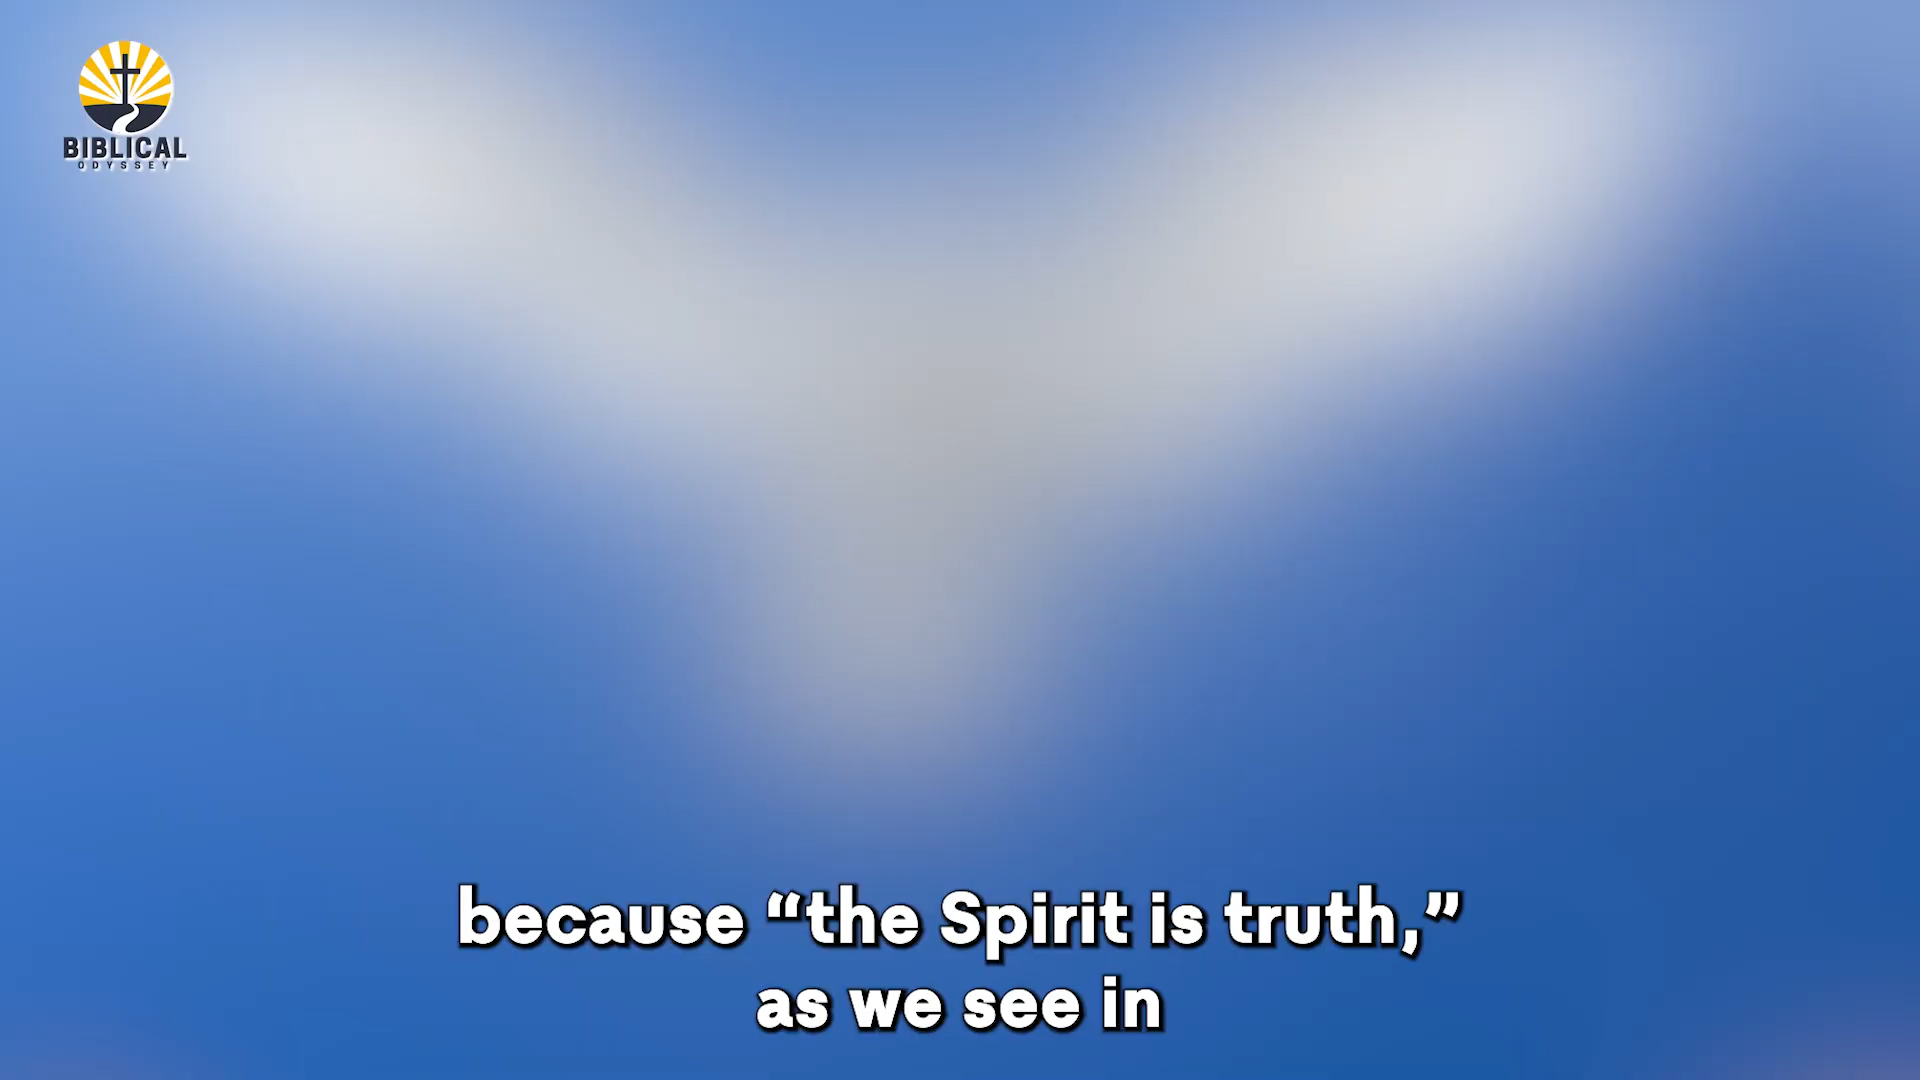 BIBLICAL
ODYSSEY
because “the Spirit is truth,”
as we see in